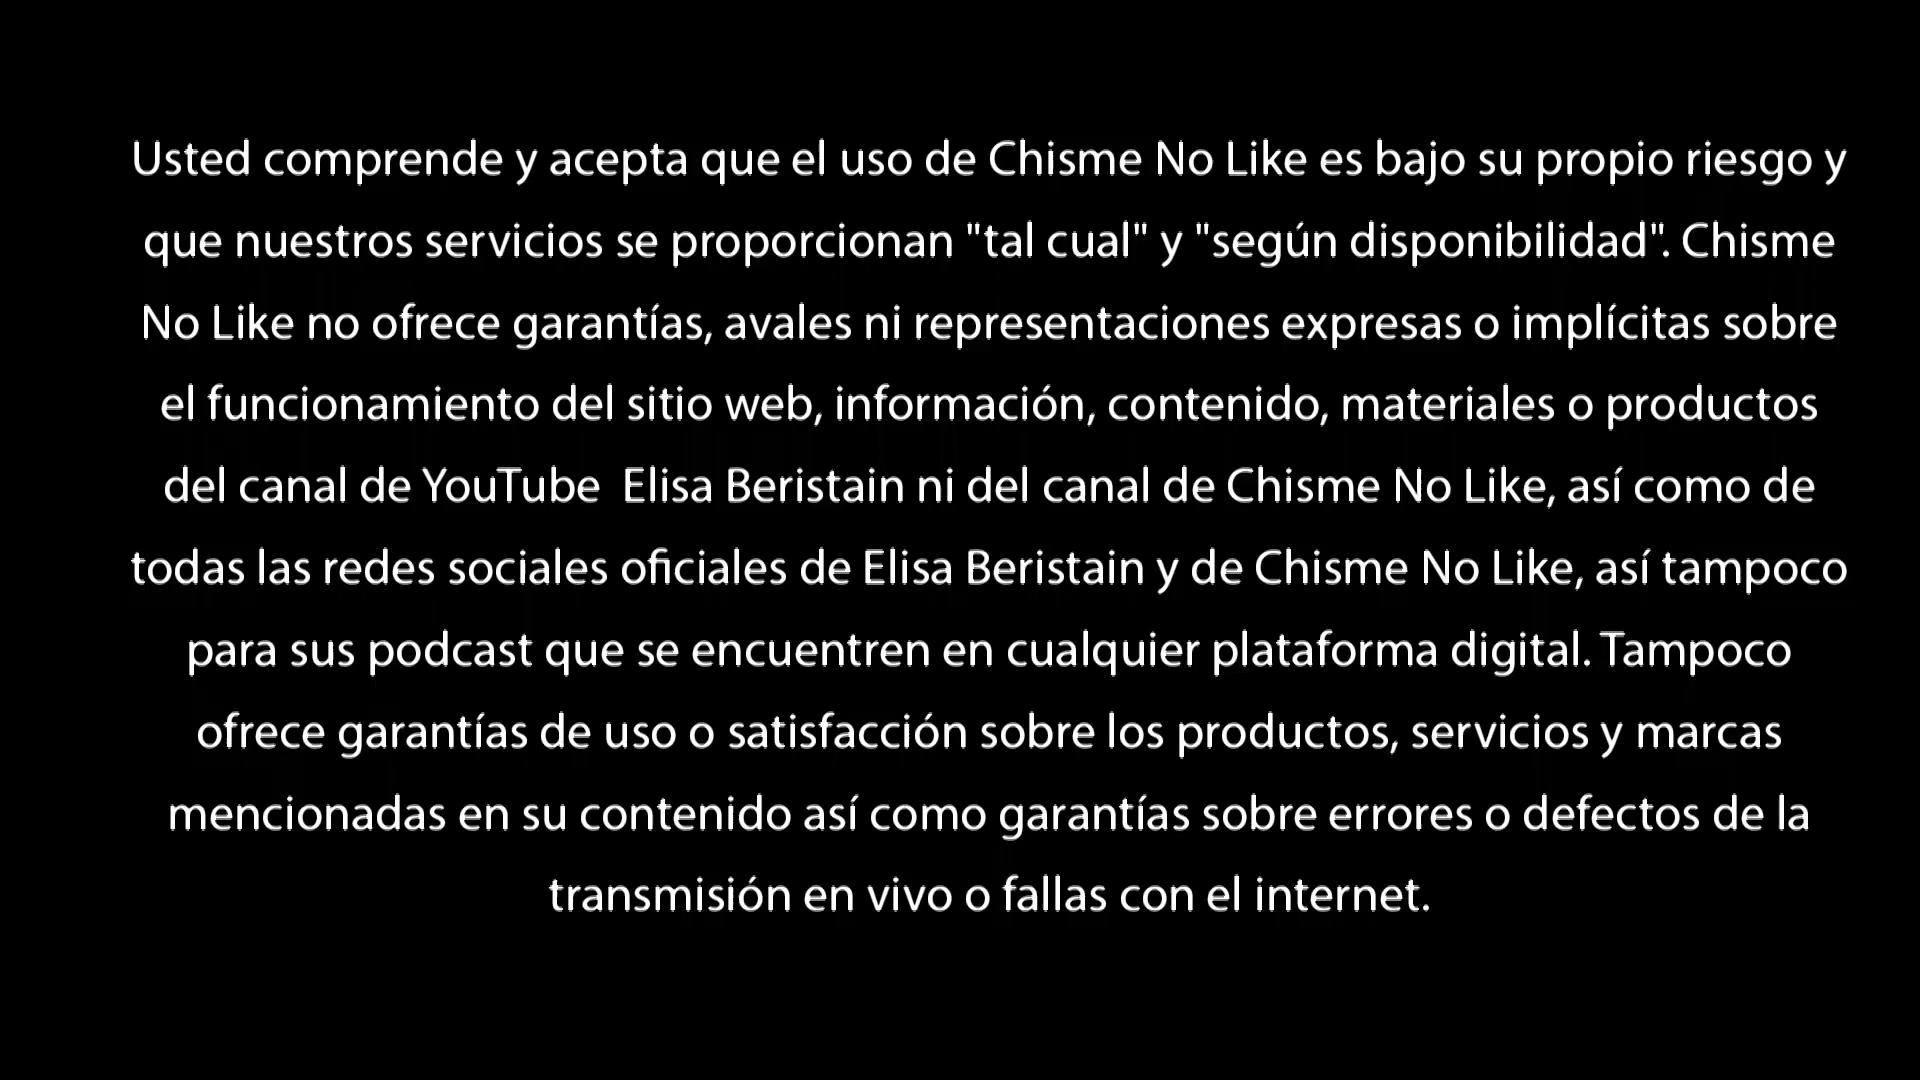 Usted comprende y acepta que el uso de Chisme No Like es bajo su propio riesgo y
que nuestros servicios se proporcionan "tal cual" y "según disponibilidad". Chisme
No Like no ofrece garantías, avales ni representaciones expresas o implícitas sobre
el funcionamiento del sitio web, información, contenido, materiales o productos
del canal de YouTube  Elisa Beristain ni del canal de Chisme No Like, así como de
todas las redes sociales oficiales de Elisa Beristain y de Chisme No Like, así tampoco
para sus podcast que se encuentren en cualquier plataforma digital. Tampoco
ofrece garantías de uso o satisfacción sobre los productos, servicios y marcas
mencionadas en su contenido así como garantías sobre errores o defectos de la
transmisión en vivo o fallas con el internet.